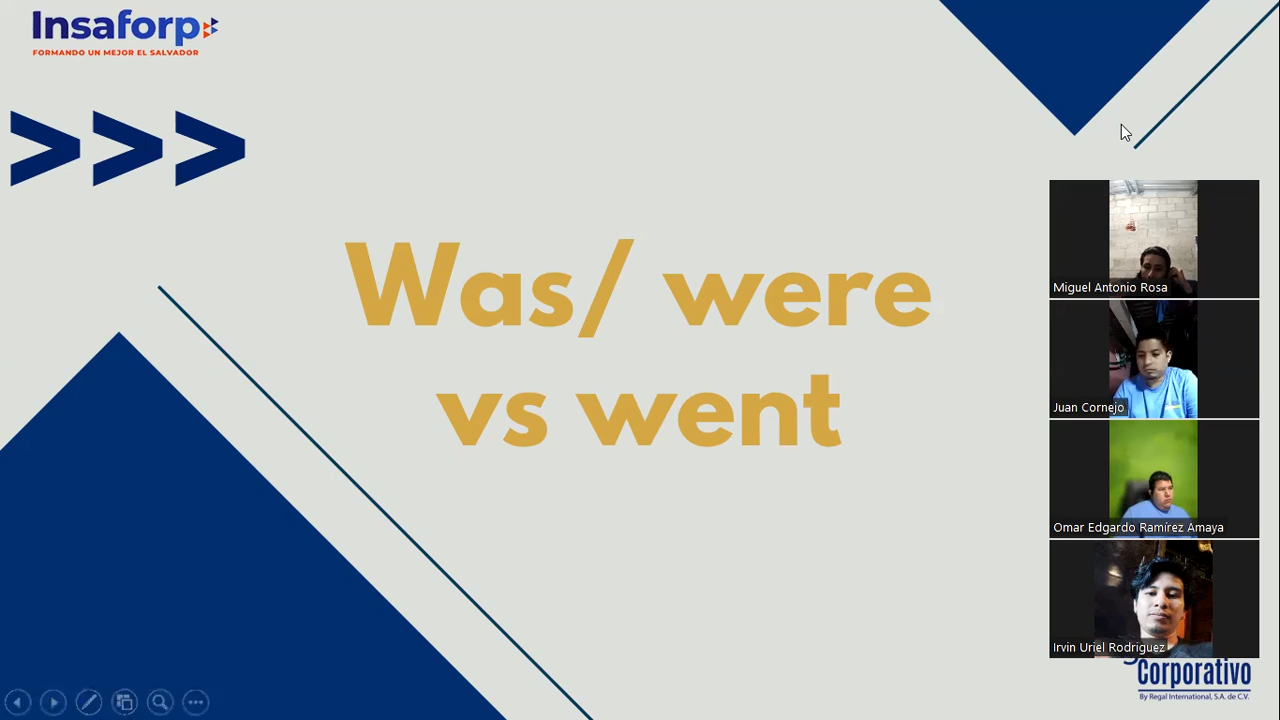 Insaforp
FORMANDO UN MEJOR EL SALVADOR
>>>
Was/ were
vs went
Miguel Antonio Rosa
Juan Cornejo
Omar Edgardo Ramírez Amaya
Irvin Uriel Rodriguez
Corporativo
By Regal International, S.A. de C.V.